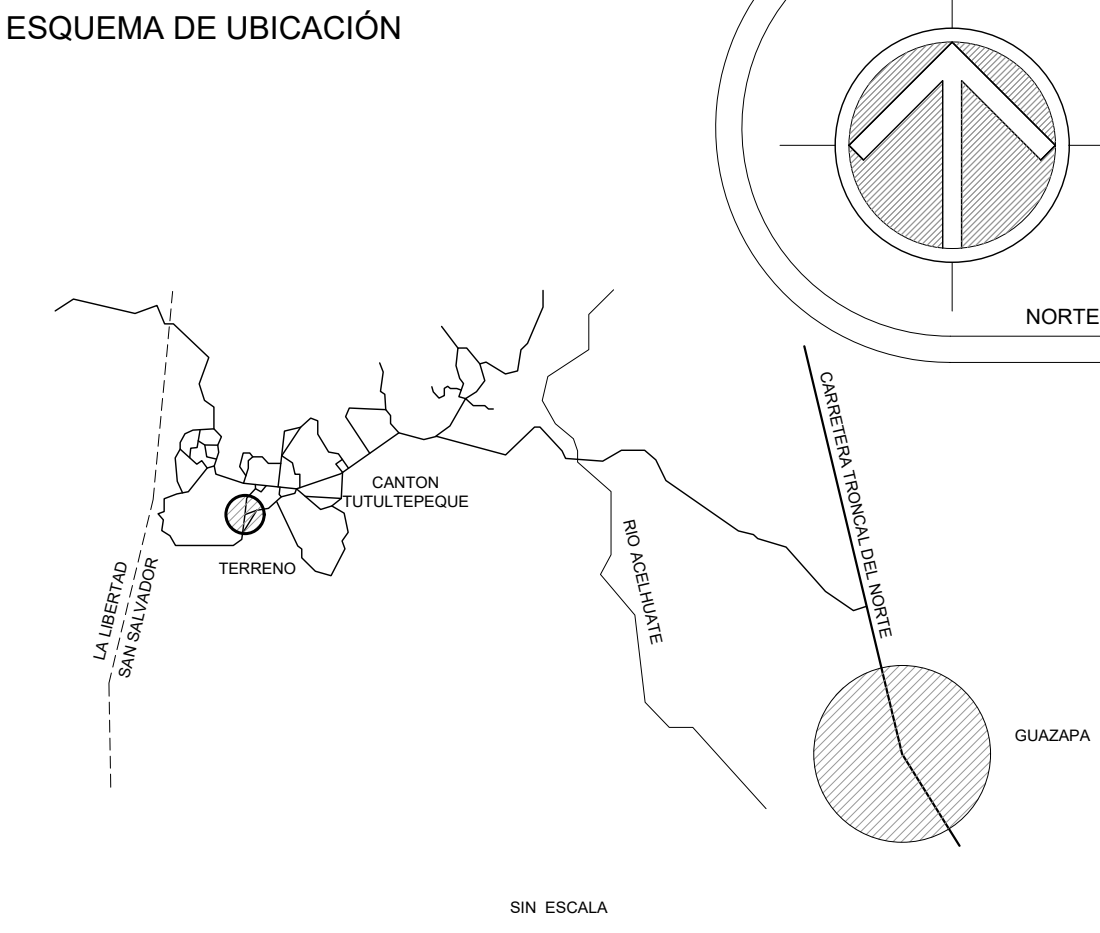 ESQUEMA DE UBICACIÓN
NORTE
CARRETERA TRONCAL DEL NORTE
CANTON
TUTULTEPEQUE
TERRENO
RIO ACELHUATE
LA LIBERTAD
SAN SALVADOR
GUAZAPA
SIN ESCALA